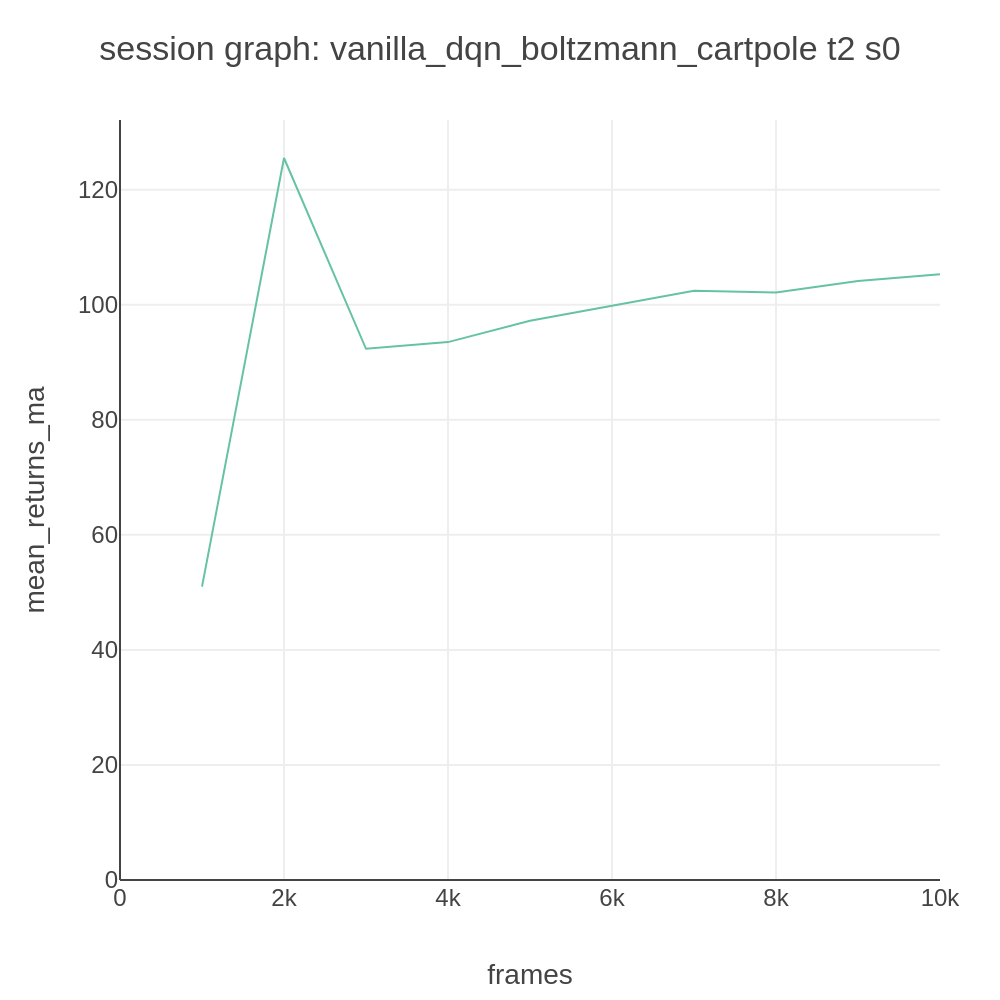 session graph: vanilla_dqn_boltzmann_cartpole t2 s0
mean_returns_ma
120
100
80
60
40
20
0
0 2k 4k 6k 8k 10k
frames